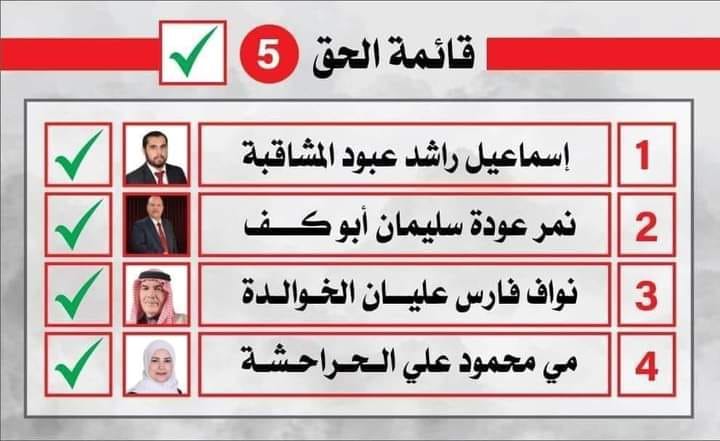 قائمة الحق 5
1 إسماعيل راشد عبود المشاقبة
2 نمر عودة سليمان أبو كف
3 نواف فارس عليان الخوالدة
4 مي محمود علي الحراحشة